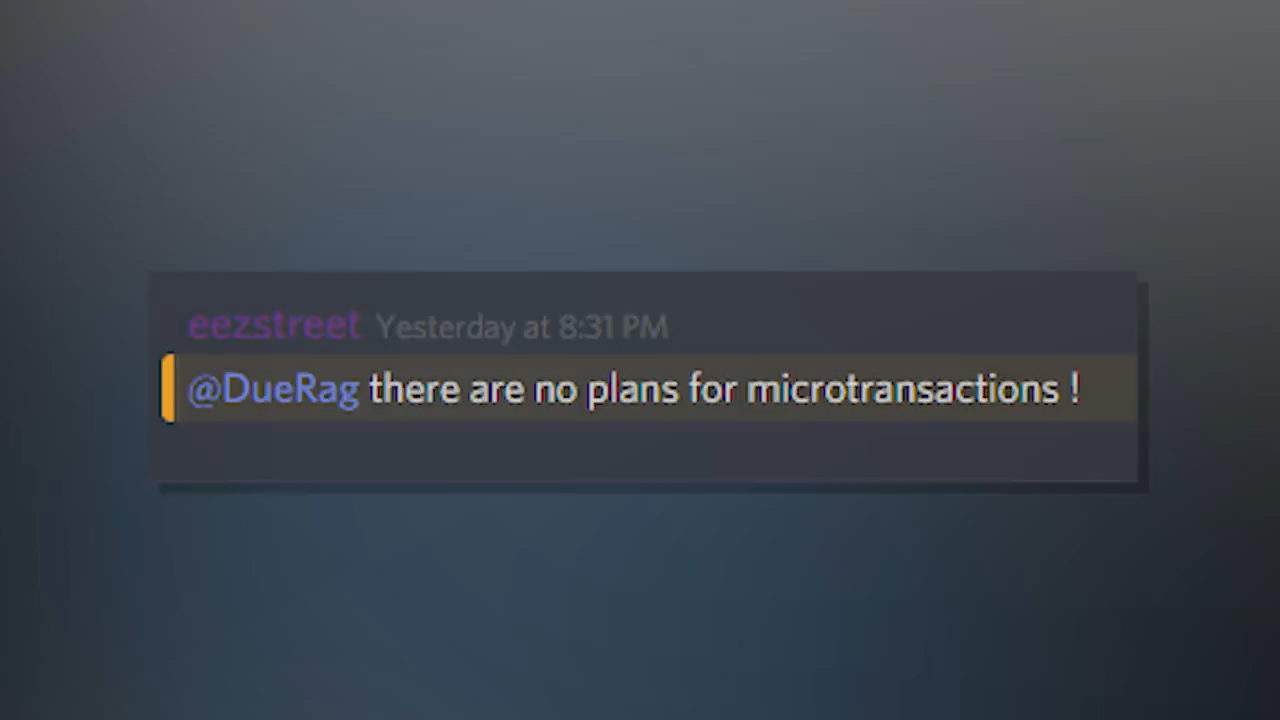 eezstreet Yesterday at 8:31 PM
@DueRag there are no plans for microtransactions !